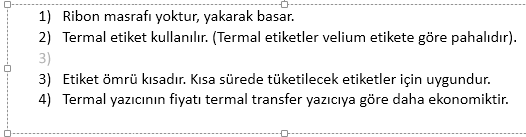 1) Ribon masrafı yoktur, yakarak basar.
2) Termal etiket kullanılır. (Termal etiketler velium etikete göre pahalıdır).
3)
3) Etiket ömrü kısadır. Kısa sürede tüketilecek etiketler için uygundur.
4) Termal yazıcının fiyatı termal transfer yazıcıya göre daha ekonomiktir.